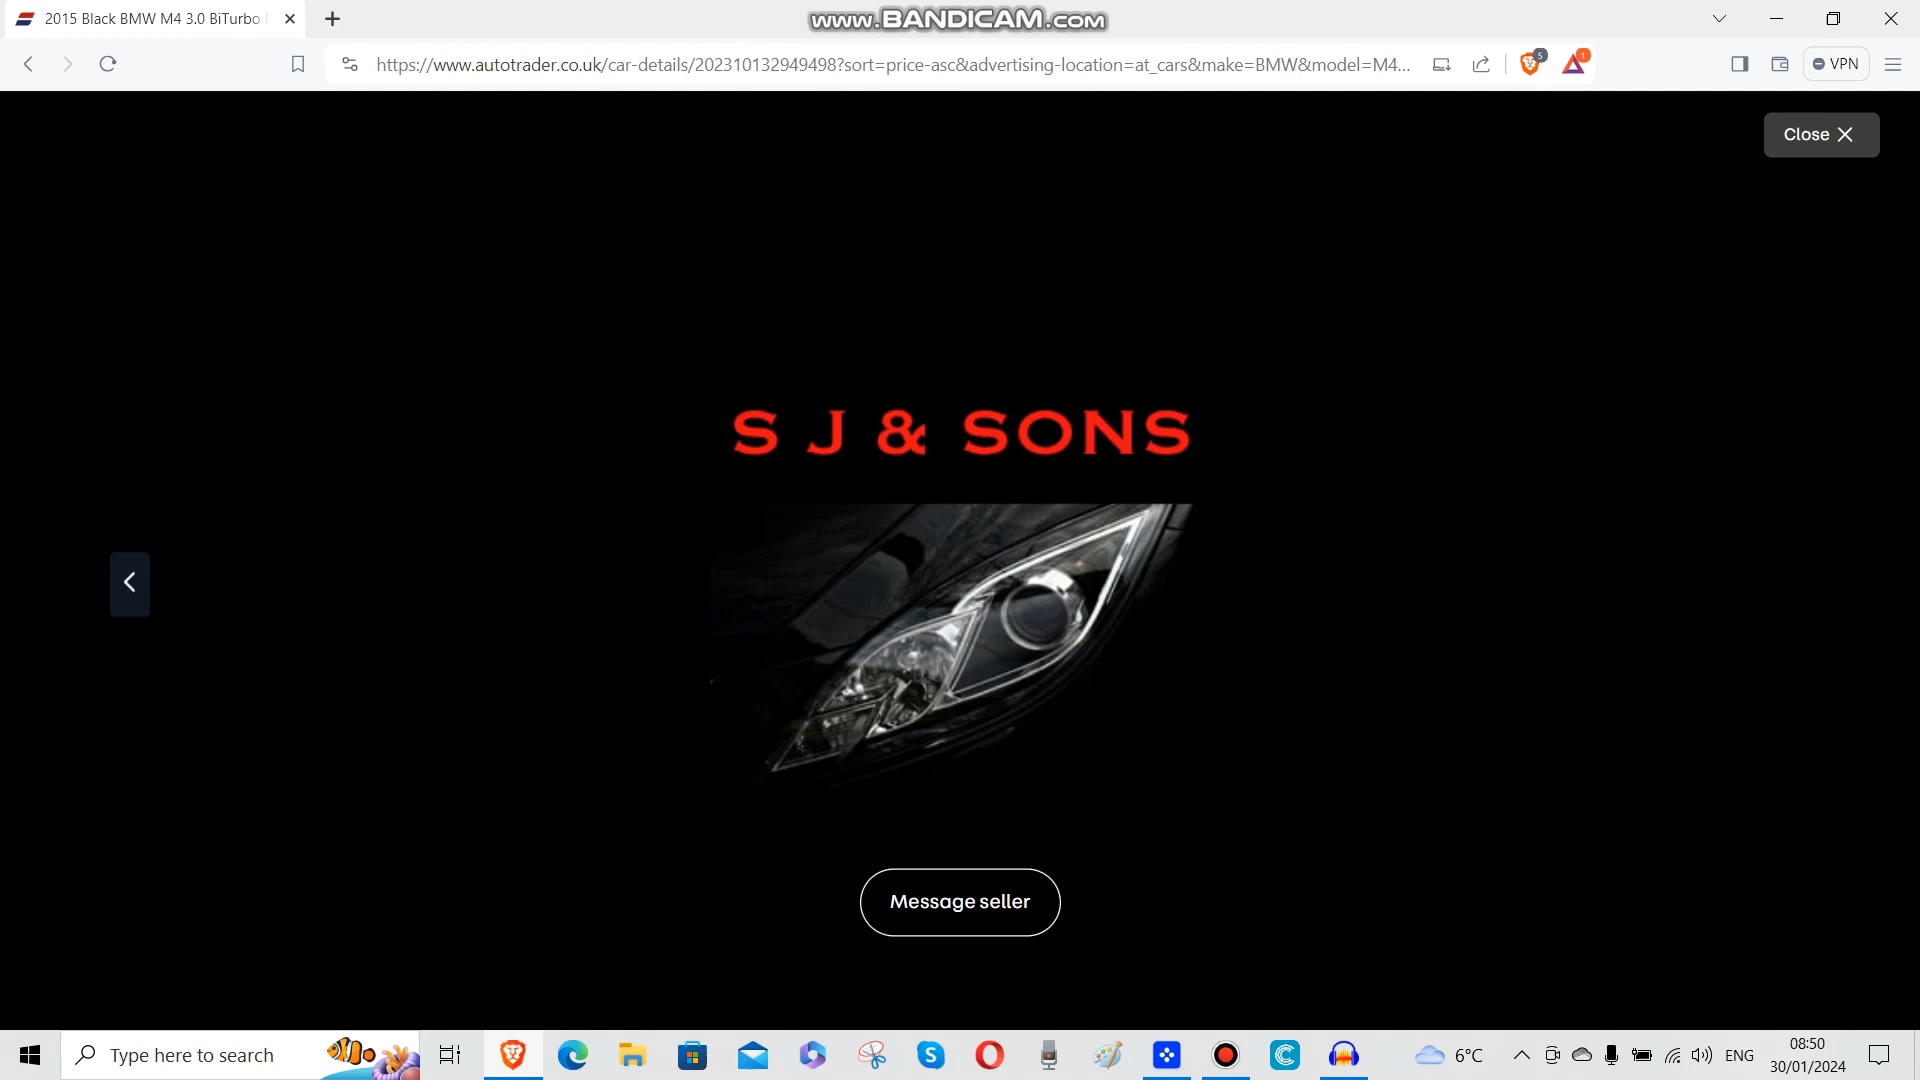 2015 Black BMW M4 3.0 BiTurbo
www.BANDICAM.com
https://www.autotrader.co.uk/car-details/202310132949498?sort=price-asc&advertising-location=at_cars&make=BMW&model=M4...
5
1
VPN
Close
S J & SONS
Message seller
Type here to search
6°C
ENG
08:50
30/01/2024